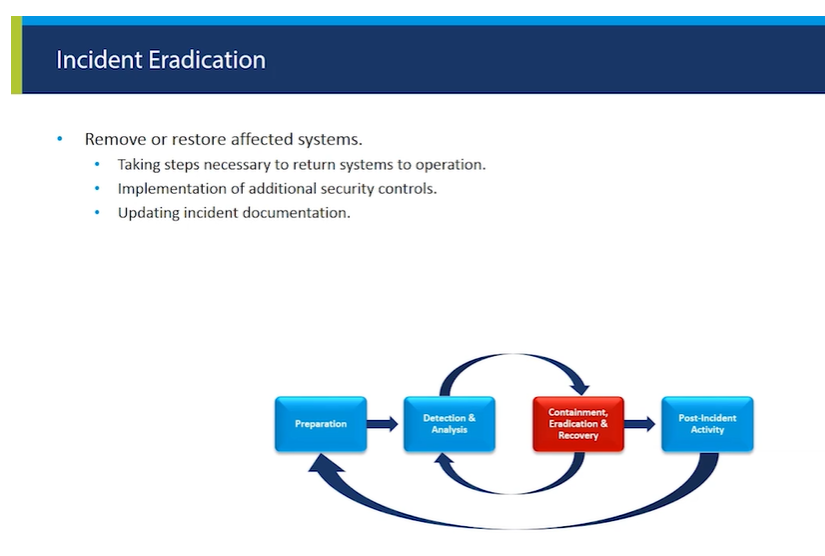 Incident Eradication
• Remove or restore affected systems.
• Taking steps necessary to return systems to operation.
• Implementation of additional security controls.
• Updating incident documentation.
Preparation
Detection &
Analysis
Containment,
Eradication &
Recovery
Post-Incident
Activity